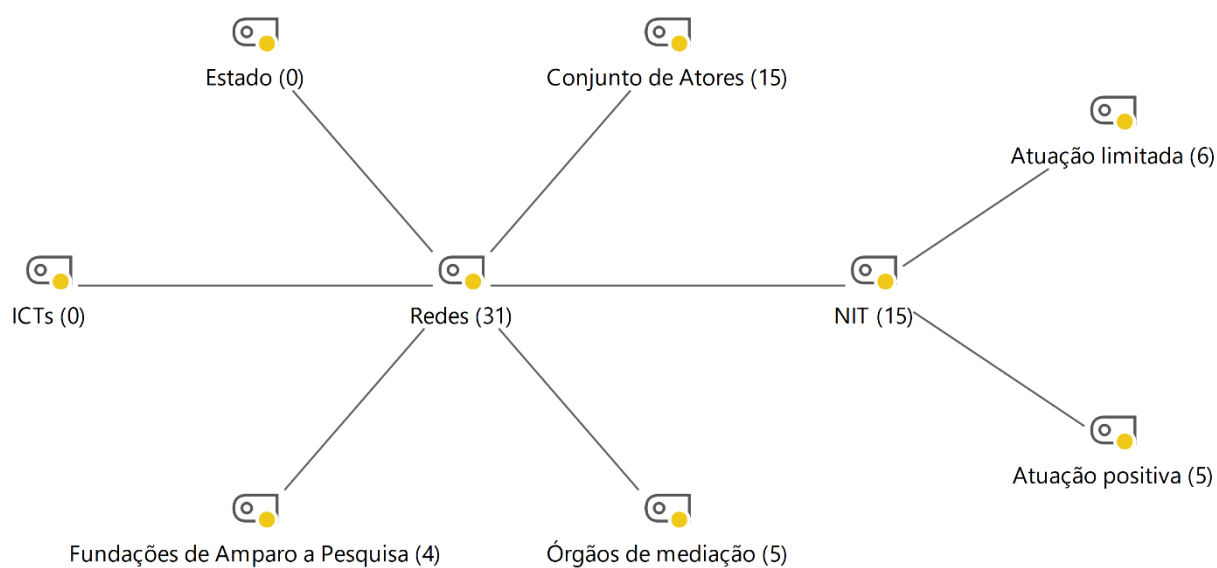 Estado (0)
Conjunto de Atores (15)
Atuação limitada (6)
ICTs (0)
Redes (31)
NIT (15)
Atuação positiva (5)
Fundações de Amparo a Pesquisa (4)
Órgãos de mediação (5)